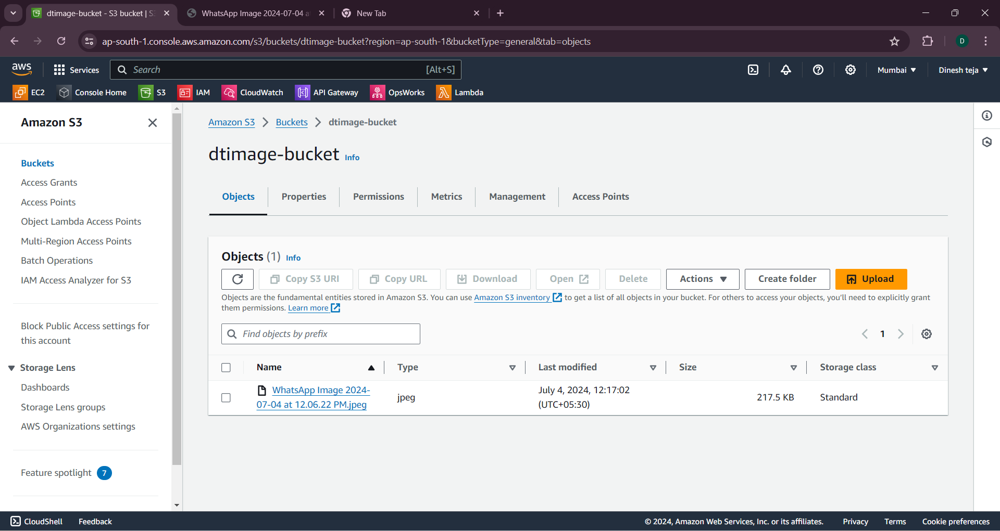 dtimage-bucket - S3 bucket | S3
WhatsApp Image 2024-07-04 a
New Tab
ap-south-1.console.aws.amazon.com/s3/buckets/dtimage-bucket?region=ap-south-1&bucketType=general&tab=objects
D
aws
Services
Search
[Alt+S]
Mumbai
Dinesh teja
EC2
Console Home
S3
IAM
CloudWatch
API Gateway
OpsWorks
Lambda
Amazon S3
Buckets
Access Grants
Access Points
Object Lambda Access Points
Multi-Region Access Points
Batch Operations
IAM Access Analyzer for S3
Block Public Access settings for
this account
Storage Lens
Dashboards
Storage Lens groups
AWS Organizations settings
Feature spotlight 7
Amazon S3 > Buckets > dtimage-bucket
dtimage-bucket Info
Objects
Properties
Permissions
Metrics
Management
Access Points
Objects (1) Info
Copy S3 URI
Copy URL
Download
Open
Delete
Actions
Create folder
Upload
Objects are the fundamental entities stored in Amazon S3. You can use Amazon S3 inventory to get a list of all objects in your bucket. For others to access your objects, you'll need to explicitly grant
them permissions. Learn more
Find objects by prefix
1
Name
Type
Last modified
Size
Storage class
WhatsApp Image 2024-
07-04 at 12.06.22 PM.jpeg
jpeg
July 4, 2024, 12:17:02
(UTC+05:30)
217.5 KB
Standard
CloudShell
Feedback
© 2024, Amazon Web Services, Inc. or its affiliates.
Privacy
Terms
Cookie preferences